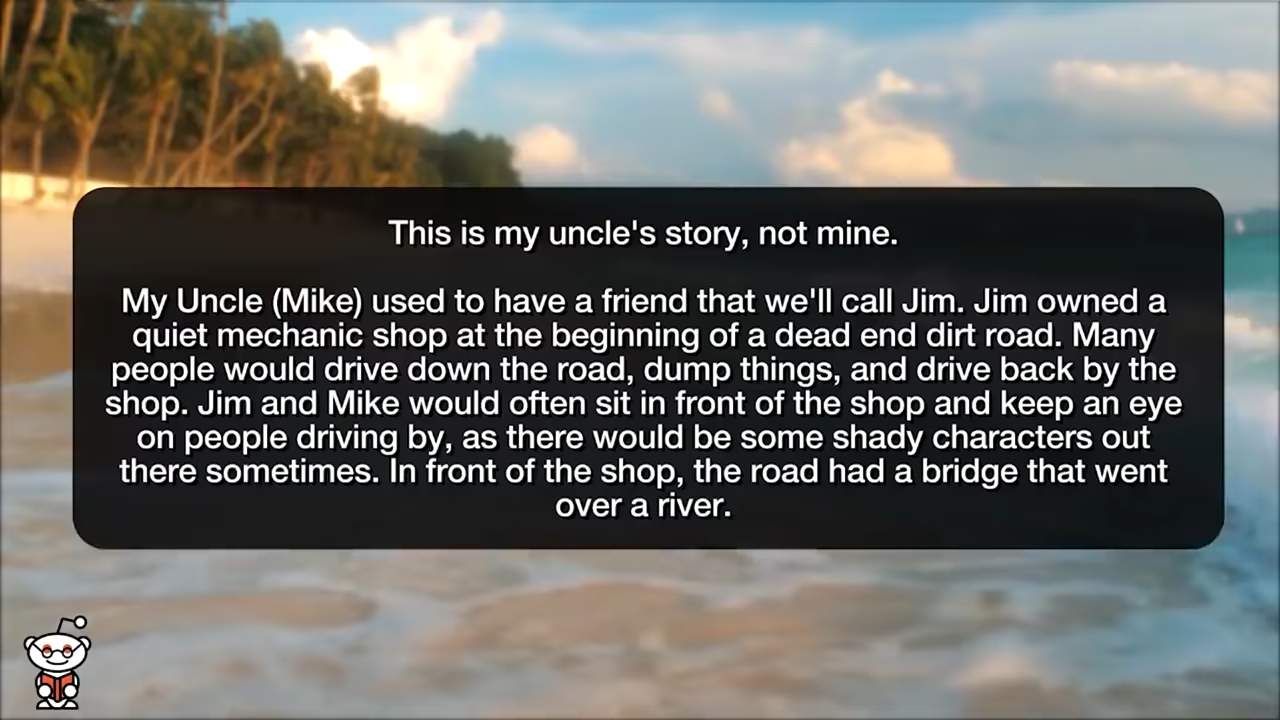 This is my uncle's story, not mine.
My Uncle (Mike) used to have a friend that we'll call Jim. Jim owned a
quiet mechanic shop at the beginning of a dead end dirt road. Many
people would drive down the road, dump things, and drive back by the
shop. Jim and Mike would often sit in front of the shop and keep an eye
on people driving by, as there would be some shady characters out
there sometimes. In front of the shop, the road had a bridge that went
over a river.